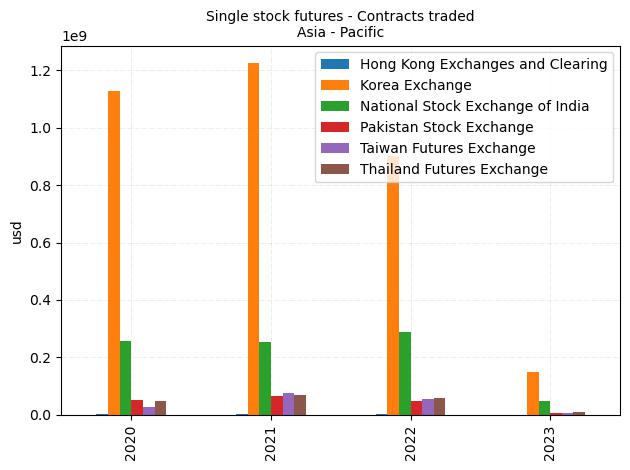 Single stock futures - Contracts traded
Asia - Pacific
1e9
Hong Kong Exchanges and Clearing
Korea Exchange
National Stock Exchange of India
Pakistan Stock Exchange
Taiwan Futures Exchange
Thailand Futures Exchange
1.2
1.0
0.8
0.6
0.4
0.2
0.0
usd
2020
2021
2022
2023